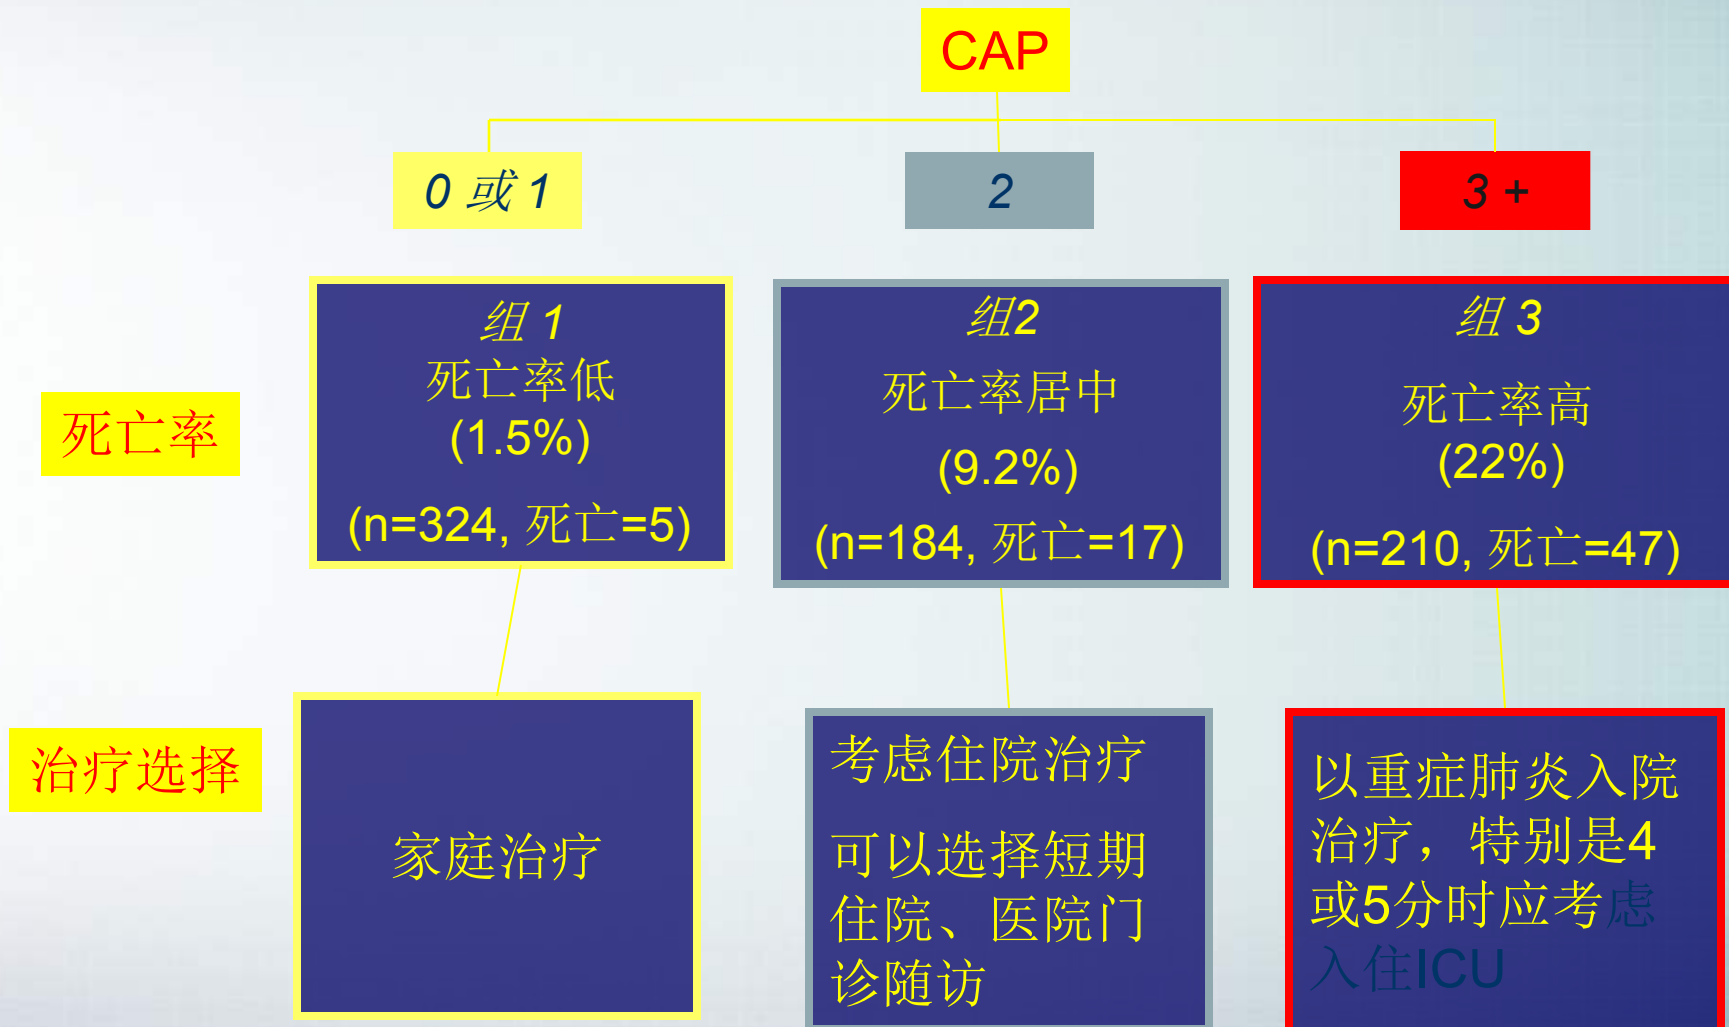 CAP
0 或 1
2
3 +
死亡率
组 1
死亡率低
(1.5%)
(n=324, 死亡=5)
组2
死亡率居中
(9.2%)
(n=184, 死亡=17)
组 3
死亡率高
(22%)
(n=210, 死亡=47)
治疗选择
家庭治疗
考虑住院治疗
可以选择短期
住院、医院门
诊随访
以重症肺炎入院
治疗，特别是4
或5分时应考虑
入住ICU